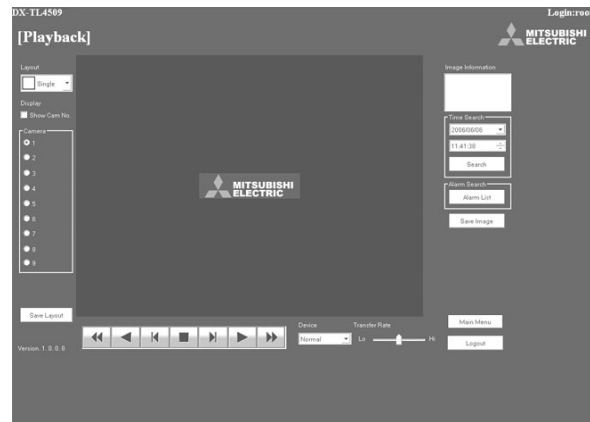 DX-TL4509
Login:roo
[Playback]
MITSUBISHI
ELECTRIC
Layout
Single
Display
Show Cam No.
Camera
1
2
3
4
5
6
7
8
9
Save Layout
Version. 1. 0. 0. 8
MITSUBISHI
ELECTRIC
Device
Normal
Transfer Rate
Lo
Hi
Image Information
Time Search
2006/06/06
11:41:38
Search
Alarm Search
Alarm List
Save Image
Main Menu
Logout